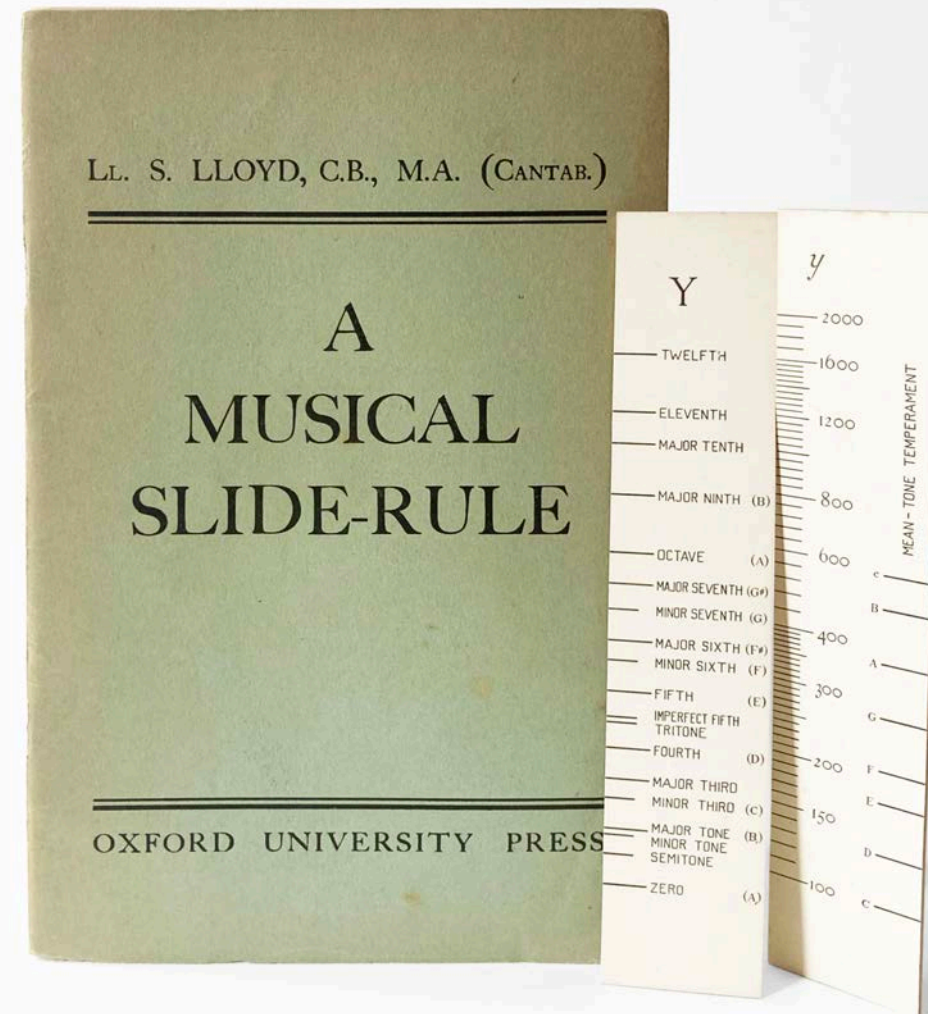 LL. S. LLOYD, C.B., M.A. (CANTAB.)
A
MUSICAL
SLIDE-RULE
OXFORD UNIVERSITY PRESS
Y
TWELFTH
ELEVENTH
MAJOR TENTH
MAJOR NINTH (B)
OCTAVE (A)
MAJOR SEVENTH (G#)
MINOR SEVENTH (G)
MAJOR SIXTH (F#)
MINOR SIXTH (F)
FIFTH (E)
IMPERFECT FIFTH
TRITONE
FOURTH (D)
MAJOR THIRD
MINOR THIRD (C)
MAJOR TONE (B)
MINOR TONE
SEMITONE
ZERO (A)
y
2000
1600
1200
800
600
400
300
200
150
100
MEAN-TONE TEMPERAMENT
c
B
A
G
F
E
D
C